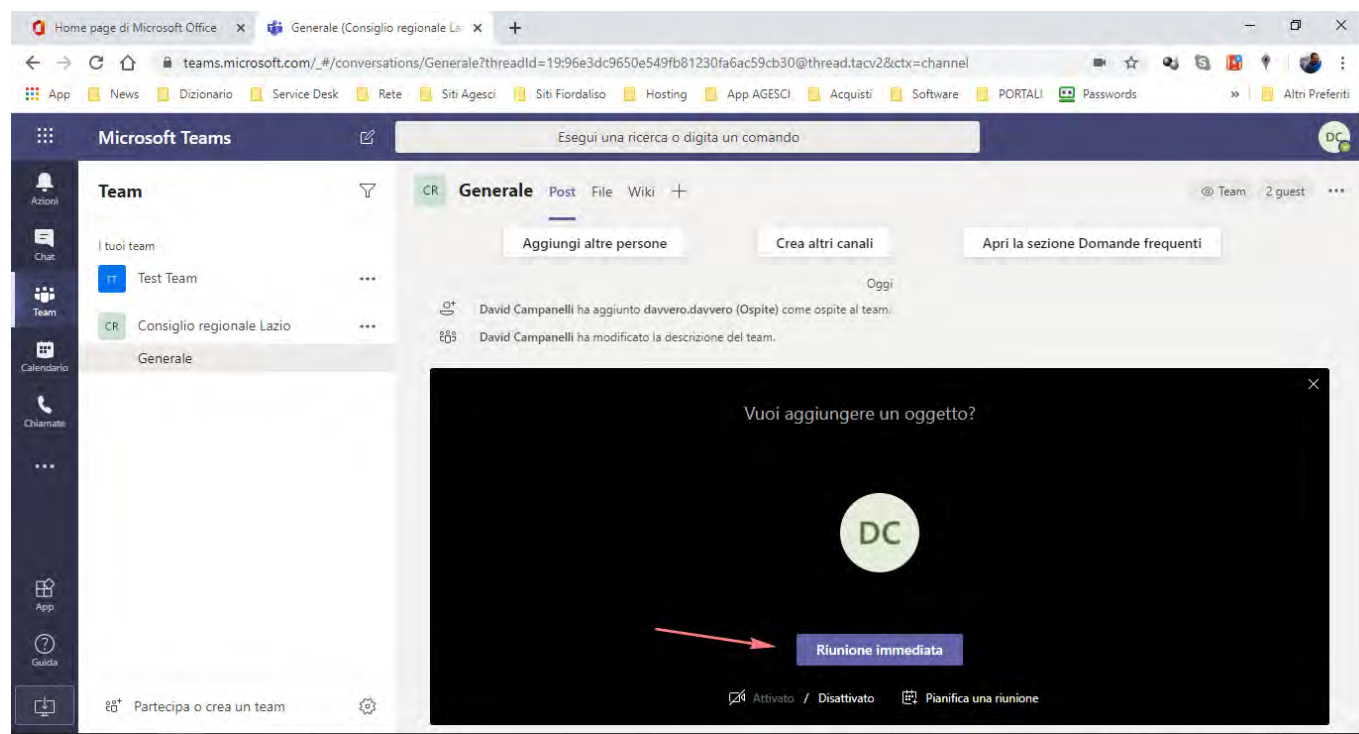 Home page di Microsoft Office
Generale (Consiglio regionale La
teams.microsoft.com/_#/conversations/Generale?threadId=19:96e3dc9650e549fb81230fa6ac59cb30@thread.tacv2&ctx=channel
App News Dizionario Service Desk Rete Siti Agesci Siti Fiordaliso Hosting App AGESCI Acquisti Software PORTALI Passwords » Altri Preferiti
Microsoft Teams
Esegui una ricerca o digita un comando
DC
Azioni
Chat
Team
Calendario
Chiamate
App
Guida
Team
I tuoi team
TT Test Team
CR Consiglio regionale Lazio
Generale
Partecipa o crea un team
CR Generale Post File Wiki
Team 2 guest
Aggiungi altre persone Crea altri canali Apri la sezione Domande frequenti
Oggi
David Campanelli ha aggiunto davvero.davvero (Ospite) come ospite al team.
David Campanelli ha modificato la descrizione del team.
Vuoi aggiungere un oggetto?
DC
Riunione immediata
Attivato / Disattivato Pianifica una riunione